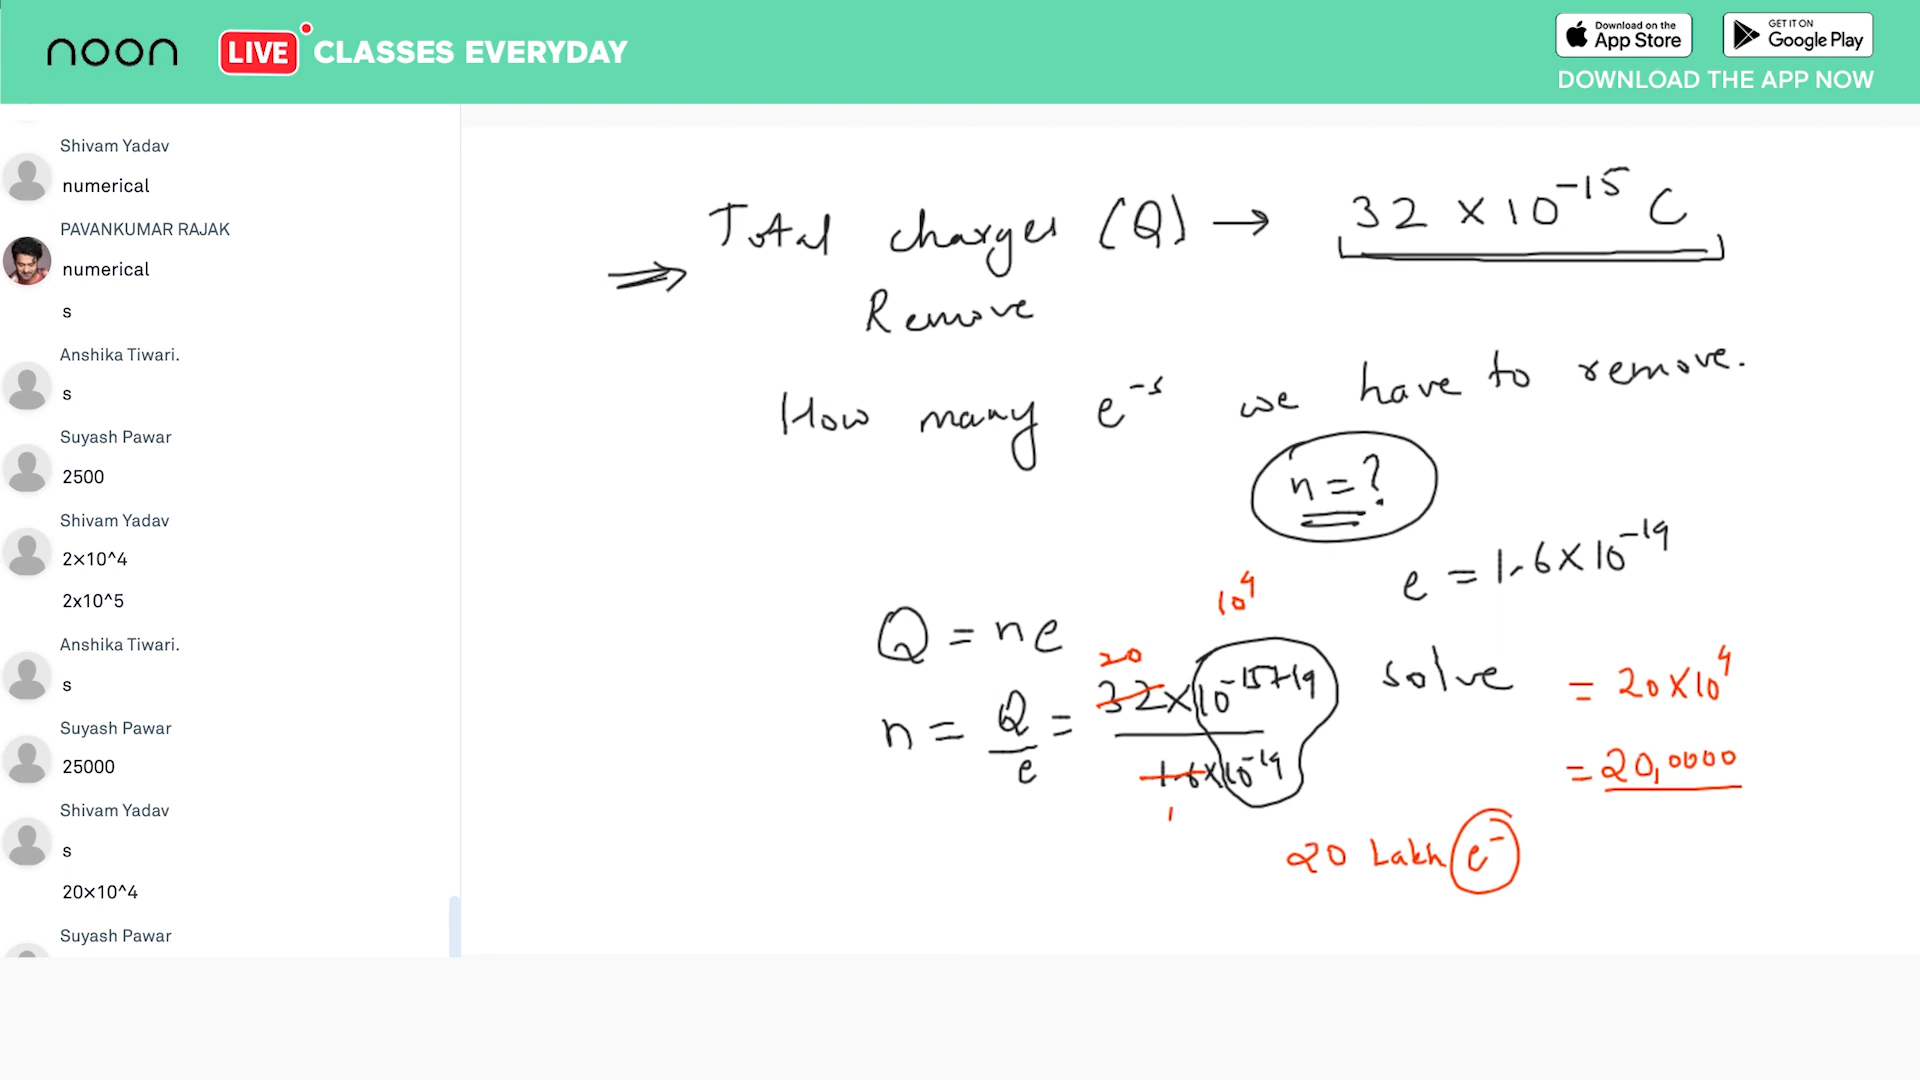 noon LIVE CLASSES EVERYDAY
Download on the App Store
GET IT ON Google Play
DOWNLOAD THE APP NOW
Shivam Yadav
numerical
PAVANKUMAR RAJAK
numerical
s
Anshika Tiwari.
s
Suyash Pawar
2500
Shivam Yadav
2×10^4
2x10^5
Anshika Tiwari.
s
Suyash Pawar
25000
Shivam Yadav
s
20×10^4
Suyash Pawar
⇒ Total charges (Q) → 32 × 10⁻¹⁵ C
Remove
How many e⁻ˢ we have to remove.
n = ?
e = 1.6 × 10⁻¹⁹
10⁴
Q = ne
20
n = Q/e = 32 × 10⁻¹⁵⁺¹⁹ / 1.6 × 10⁻¹⁹ solve = 20 × 10⁴
1
= 20,0000
20 Lakh e⁻